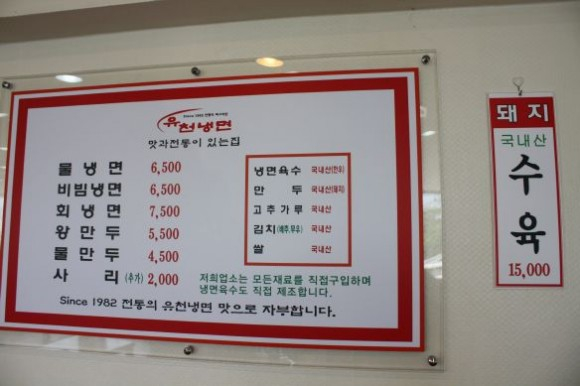 Since 1982
유천냉면
맛과전통이 있는집
물냉면 6,500
비빔냉면 6,500
회냉면 7,500
왕만두 5,500
물만두 4,500
사리 (추가) 2,000
냉면육수 국내산(한우)
만두 국내산(돼지)
고추가루 국내산
김치(배추,무우) 국내산
쌀 국내산
저희업소는 모든재료를 직접구입하며
냉면육수도 직접 제조합니다.
Since 1982 전통의 유천냉면 맛으로 자부합니다.
돼지
국내산
수육
15,000